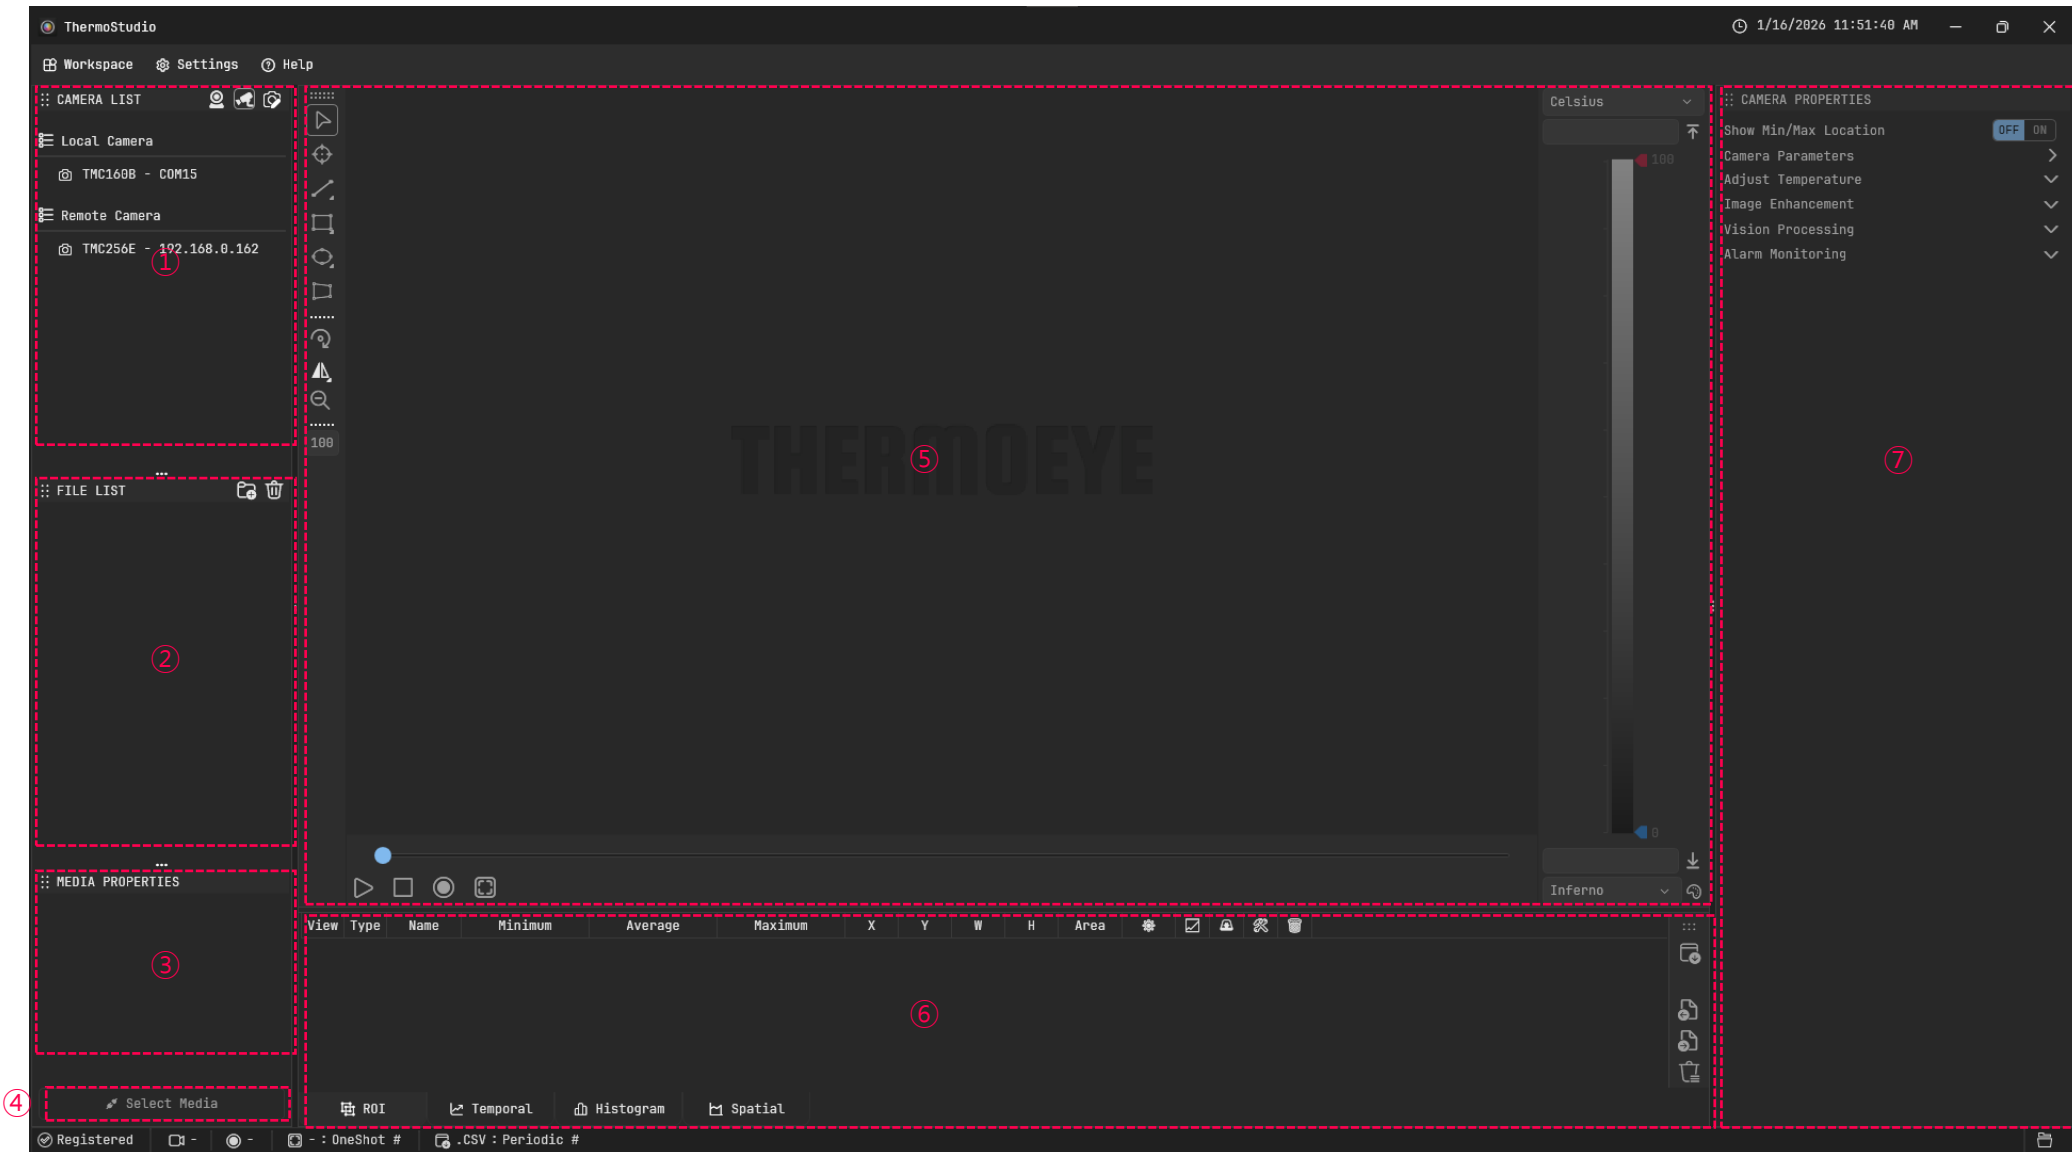 ThermoStudio
1/16/2026 11:51:40 AM
Workspace Settings Help
CAMERA LIST
Local Camera
TMC160B - COM15
Remote Camera
TMC256E - 192.168.0.162
①
FILE LIST
②
MEDIA PROPERTIES
③
④
Select Media
100
THERMOEYE
⑤
Celsius
100
0
Inferno
View Type Name Minimum Average Maximum X Y W H Area
⑥
ROI Temporal Histogram Spatial
CAMERA PROPERTIES
Show Min/Max Location OFF ON
Camera Parameters
Adjust Temperature
Image Enhancement
Vision Processing
Alarm Monitoring
⑦
Registered - - - : OneShot # .CSV : Periodic #